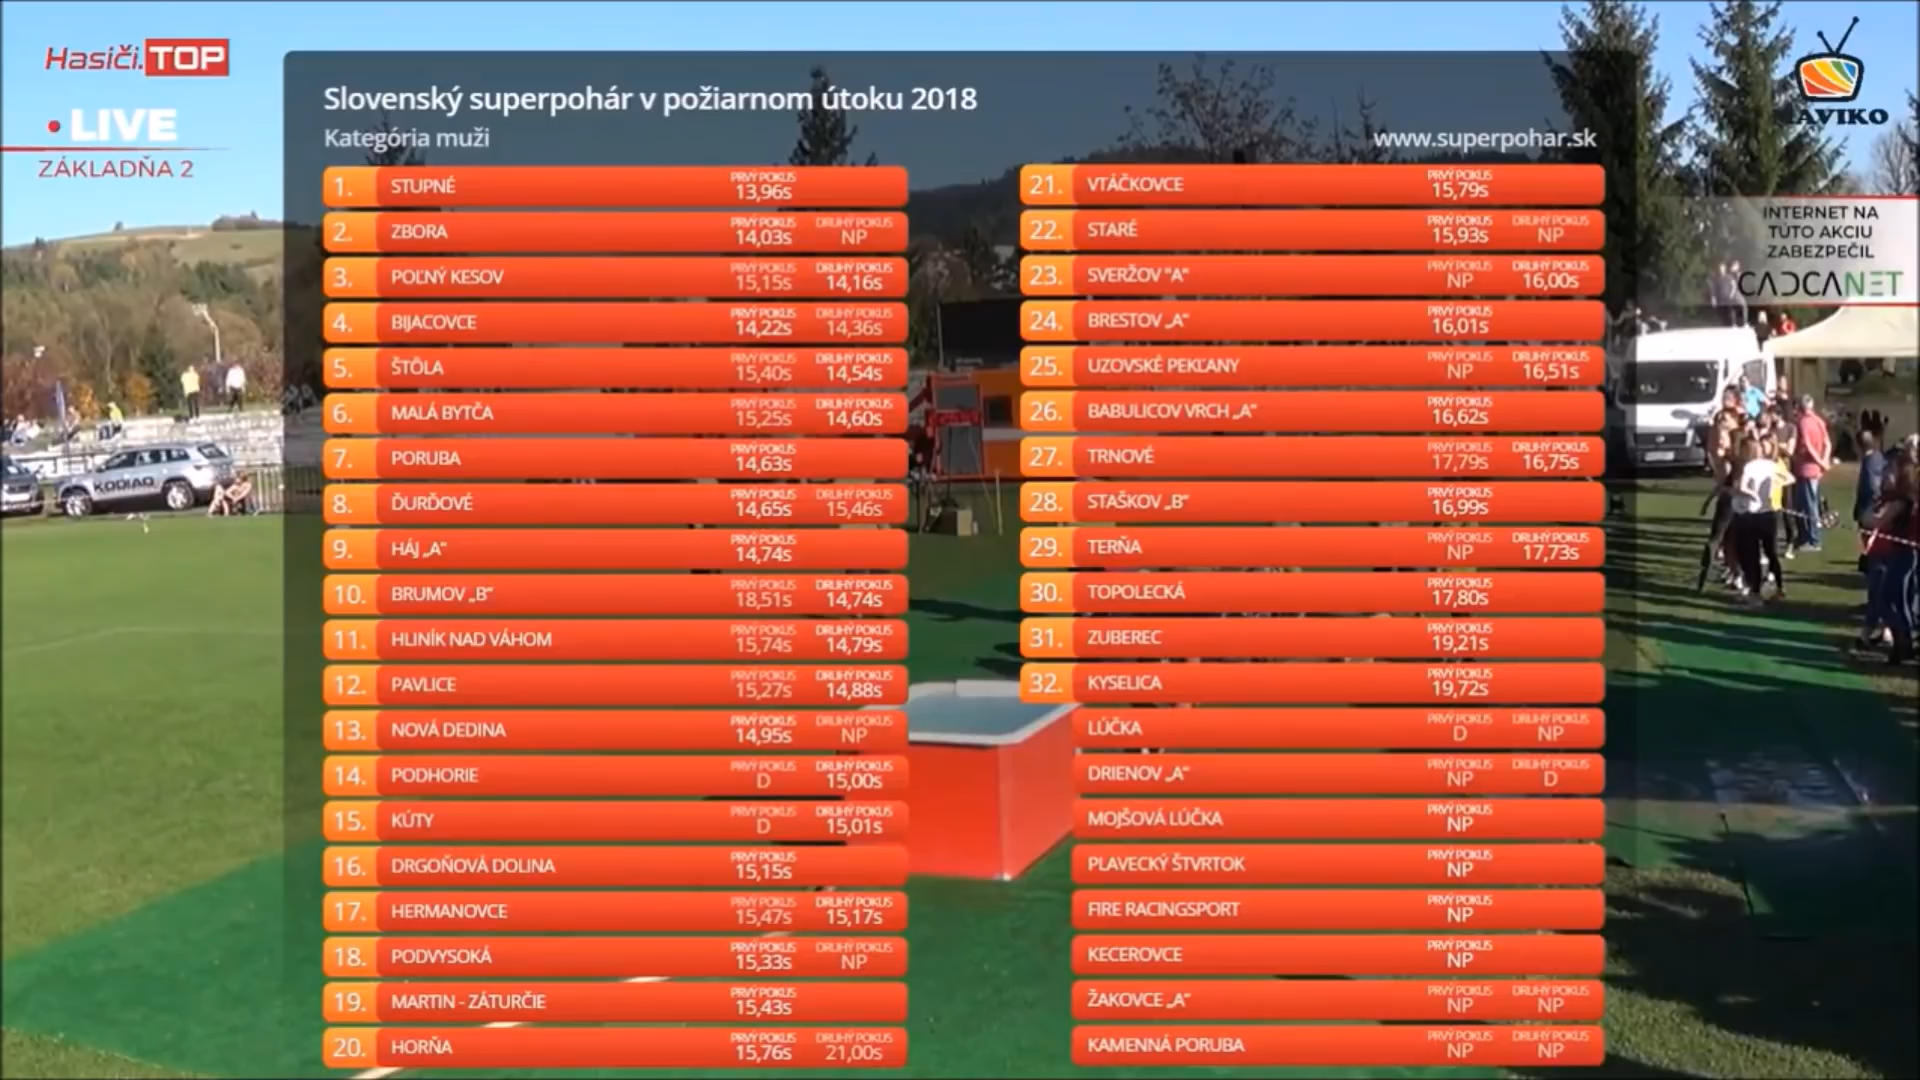 Hasiči.TOP
LIVE
ZÁKLADŇA 2
Slovenský superpohár v požiarnom útoku 2018
Kategória muži
www.superpohar.sk
AVIKO
INTERNET NA
TÚTO AKCIU
ZABEZPEČIL
CADCANET
KODIAQ
1. STUPNÉ PRVÝ POKUS 13,96s
2. ZBORA PRVÝ POKUS 14,03s DRUHÝ POKUS NP
3. POĽNÝ KESOV PRVÝ POKUS 15,15s DRUHÝ POKUS 14,16s
4. BIJACOVCE PRVÝ POKUS 14,22s DRUHÝ POKUS 14,36s
5. ŠTÔLA PRVÝ POKUS 15,40s DRUHÝ POKUS 14,54s
6. MALÁ BYTČA PRVÝ POKUS 15,25s DRUHÝ POKUS 14,60s
7. PORUBA PRVÝ POKUS 14,63s
8. ĎURĎOVÉ PRVÝ POKUS 14,65s DRUHÝ POKUS 15,46s
9. HÁJ „A" PRVÝ POKUS 14,74s
10. BRUMOV „B" PRVÝ POKUS 18,51s DRUHÝ POKUS 14,74s
11. HLINÍK NAD VÁHOM PRVÝ POKUS 15,74s DRUHÝ POKUS 14,79s
12. PAVLICE PRVÝ POKUS 15,27s DRUHÝ POKUS 14,88s
13. NOVÁ DEDINA PRVÝ POKUS 14,95s DRUHÝ POKUS NP
14. PODHORIE PRVÝ POKUS D DRUHÝ POKUS 15,00s
15. KÚTY PRVÝ POKUS D DRUHÝ POKUS 15,01s
16. DRGOŇOVÁ DOLINA PRVÝ POKUS 15,15s
17. HERMANOVCE PRVÝ POKUS 15,47s DRUHÝ POKUS 15,17s
18. PODVYSOKÁ PRVÝ POKUS 15,33s DRUHÝ POKUS NP
19. MARTIN - ZÁTURČIE PRVÝ POKUS 15,43s
20. HORŇA PRVÝ POKUS 15,76s DRUHÝ POKUS 21,00s
21. VTÁČKOVCE PRVÝ POKUS 15,79s
22. STARÉ PRVÝ POKUS 15,93s DRUHÝ POKUS NP
23. SVERŽOV "A" PRVÝ POKUS NP DRUHÝ POKUS 16,00s
24. BRESTOV „A" PRVÝ POKUS 16,01s
25. UZOVSKÉ PEKĽANY PRVÝ POKUS NP DRUHÝ POKUS 16,51s
26. BABULICOV VRCH „A" PRVÝ POKUS 16,62s
27. TRNOVÉ PRVÝ POKUS 17,79s DRUHÝ POKUS 16,75s
28. STAŠKOV „B" PRVÝ POKUS 16,99s
29. TERŇA PRVÝ POKUS NP DRUHÝ POKUS 17,73s
30. TOPOLECKÁ PRVÝ POKUS 17,80s
31. ZUBEREC PRVÝ POKUS 19,21s
32. KYSELICA PRVÝ POKUS 19,72s
LÚČKA PRVÝ POKUS D DRUHÝ POKUS NP
DRIENOV „A" PRVÝ POKUS NP DRUHÝ POKUS D
MOJŠOVÁ LÚČKA PRVÝ POKUS NP
PLAVECKÝ ŠTVRTOK PRVÝ POKUS NP
FIRE RACINGSPORT PRVÝ POKUS NP
KECEROVCE PRVÝ POKUS NP
ŽAKOVCE „A" PRVÝ POKUS NP DRUHÝ POKUS NP
KAMENNÁ PORUBA PRVÝ POKUS NP DRUHÝ POKUS NP